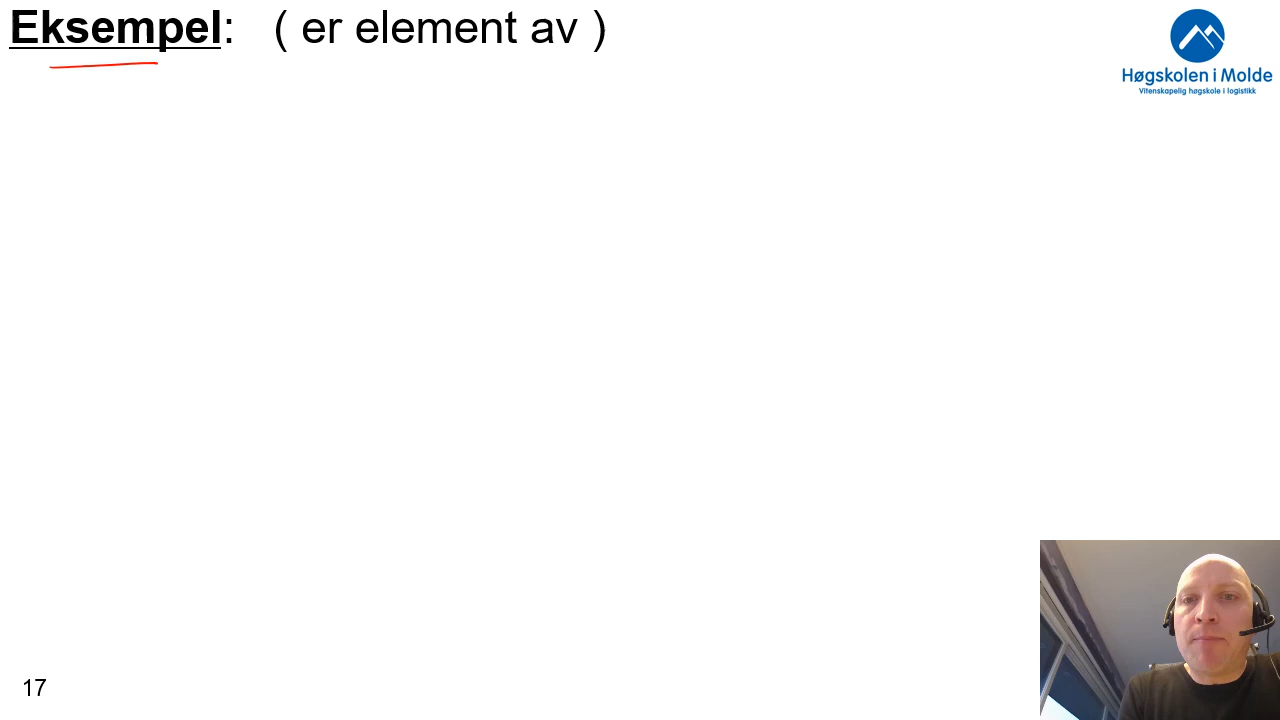 Eksempel: ( er element av )
Høgskolen i Molde
Vitenskapelig høgskole i logistikk
17